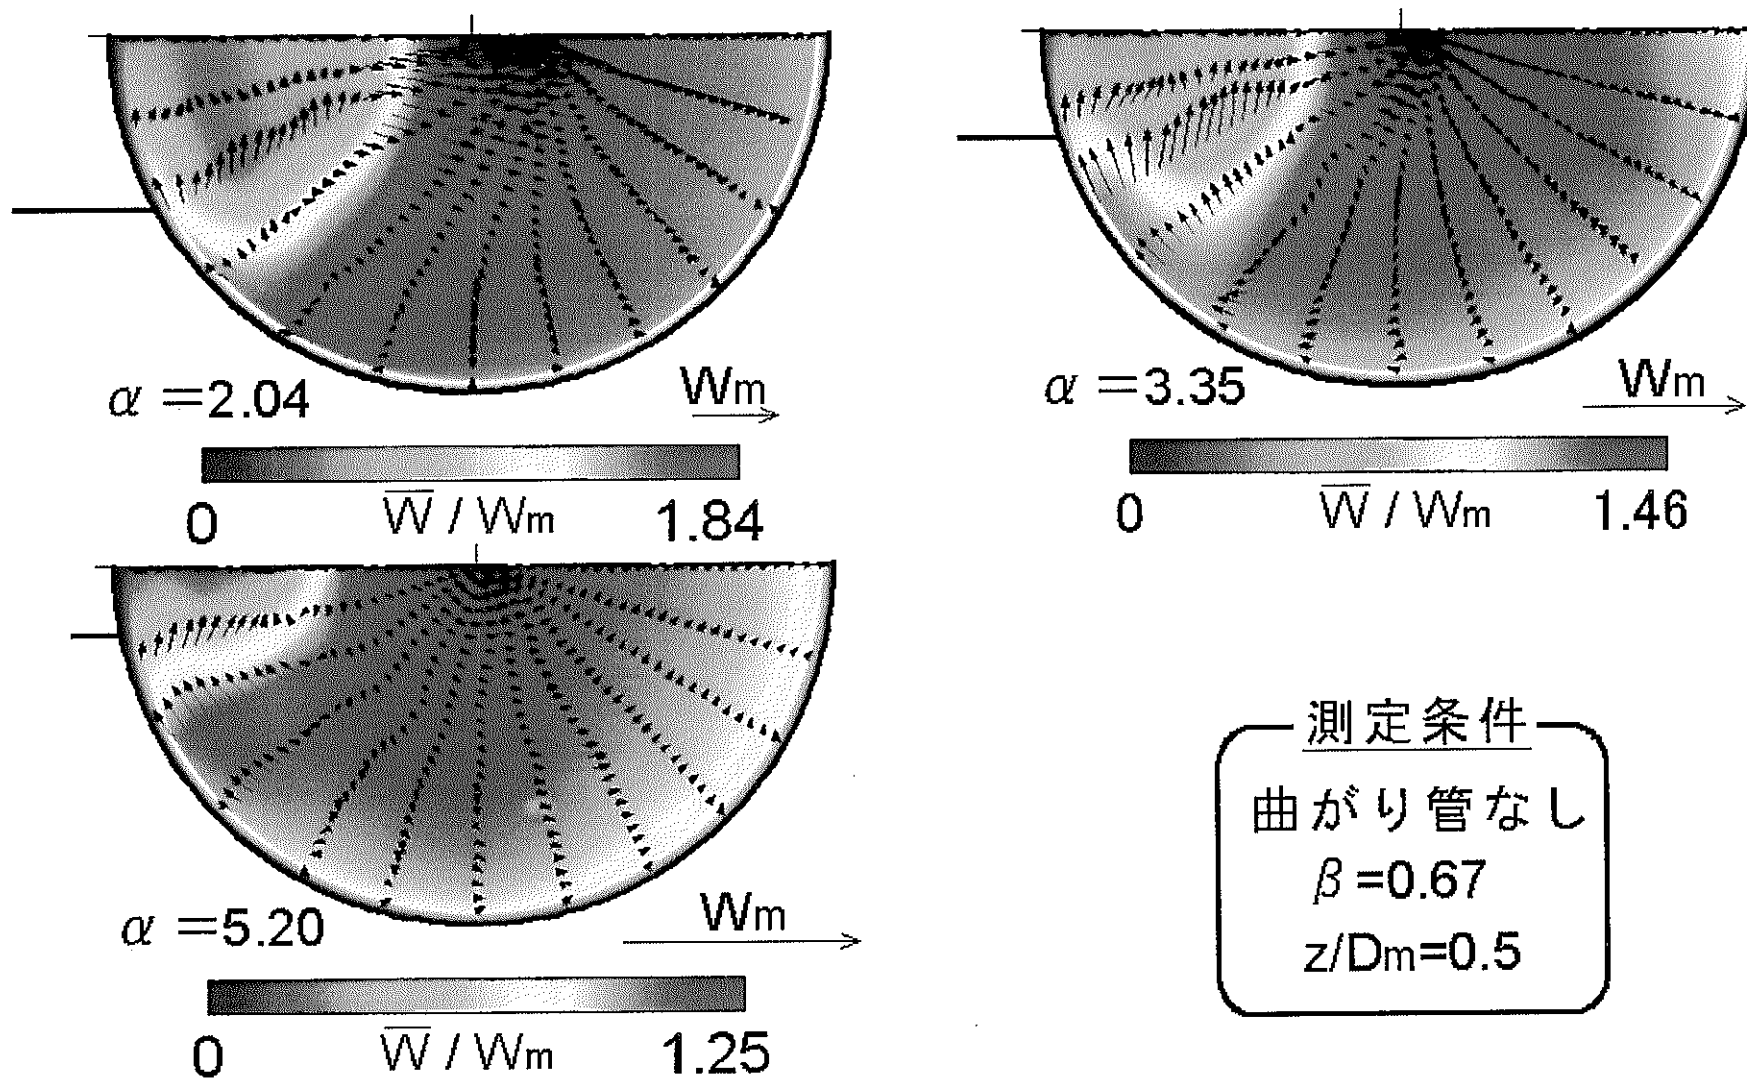 α=2.04
Wm
0
W̅ / Wm
1.84
α=3.35
Wm
0
W̅ / Wm
1.46
α=5.20
Wm
0
W̅ / Wm
1.25
測定条件
曲がり管なし
β=0.67
z/Dm=0.5